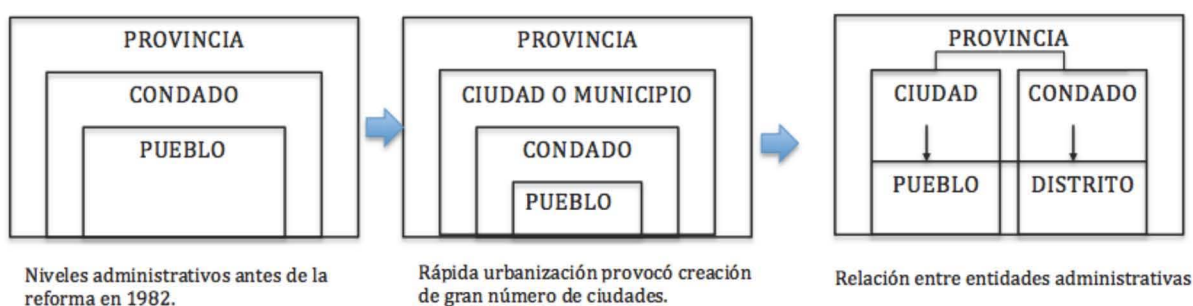 PROVINCIA
CONDADO
PUEBLO
Niveles administrativos antes de la
reforma en 1982.
PROVINCIA
CIUDAD O MUNICIPIO
CONDADO
PUEBLO
Rápida urbanización provocó creación
de gran número de ciudades.
PROVINCIA
CIUDAD
CONDADO
PUEBLO
DISTRITO
Relación entre entidades administrativas